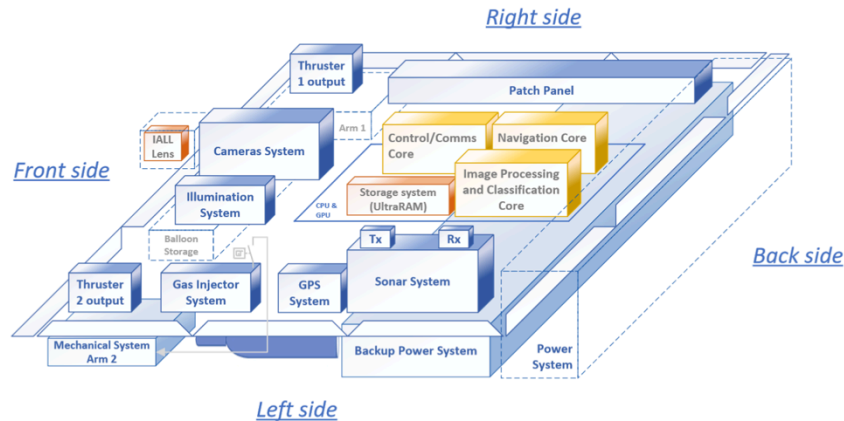 Right side
Thruster
1 output
Patch Panel
Arm 1
IALL
Lens
Cameras System
Control/Comms
Core
Navigation Core
Front side
Image Processing
and Classification
Core
Illumination
System
Storage system
(UltraRAM)
CPU &
GPU
Balloon
Storage
Tx
Rx
Back side
Thruster
2 output
Gas Injector
System
GPS
System
Sonar System
Mechanical System
Arm 2
Backup Power System
Power
System
Left side